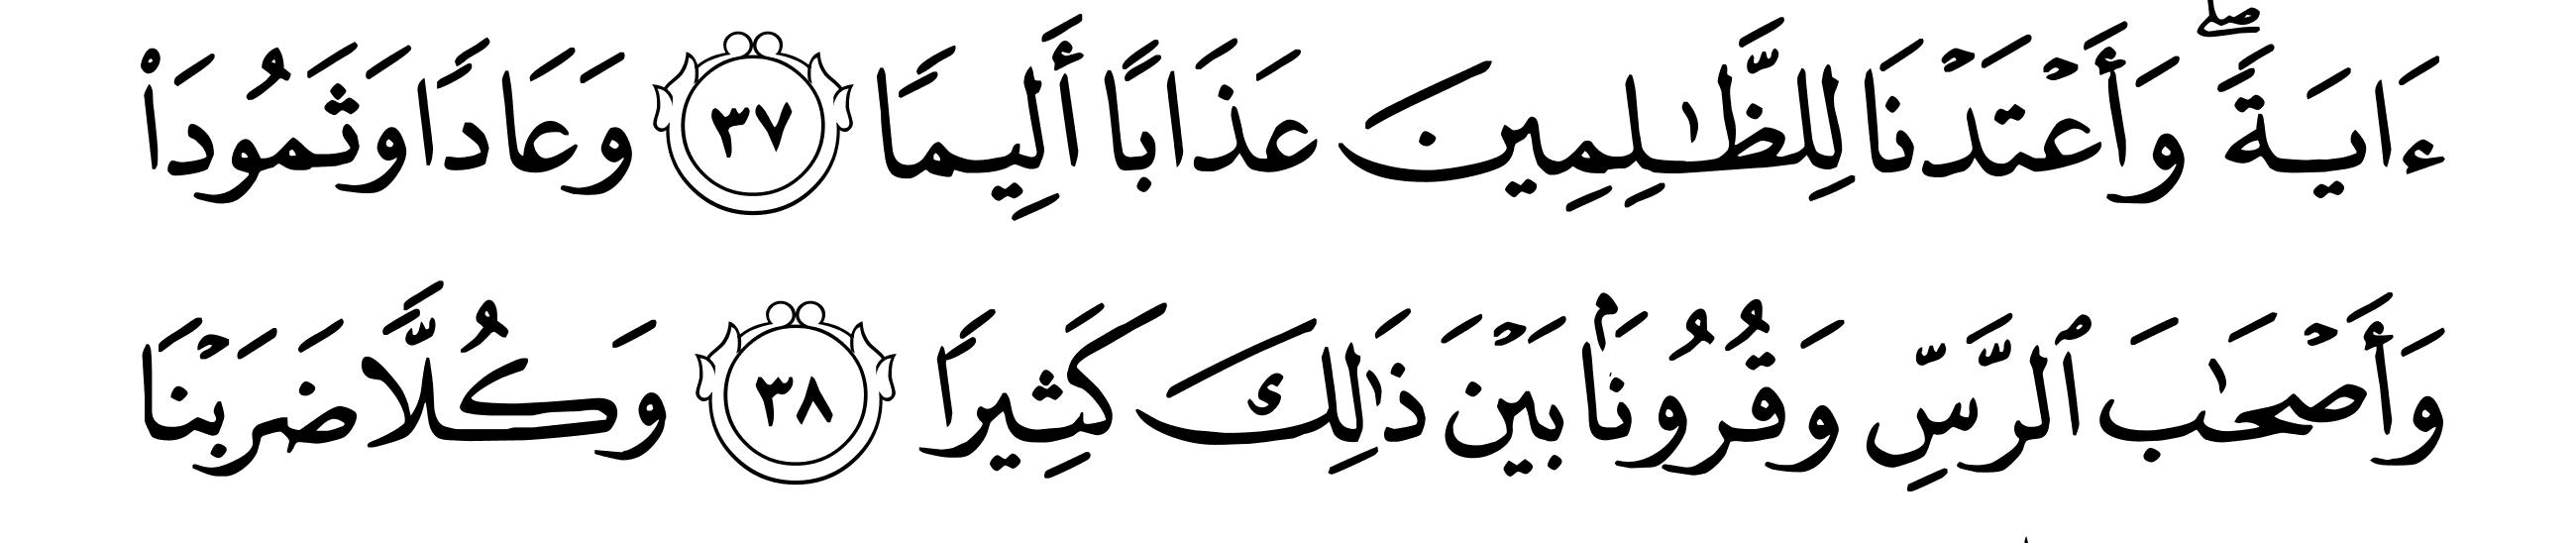 ءَايَةٗۖ وَأَعۡتَدۡنَا لِلظَّٰلِمِينَ عَذَابًا أَلِيمٗا ٣٧ وَعَادٗا وَثَمُودَاْ
وَأَصۡحَٰبَ ٱلرَّسِّ وَقُرُونَۢا بَيۡنَ ذَٰلِكَ كَثِيرٗا ٣٨ وَكُلّٗا ضَرَبۡنَا